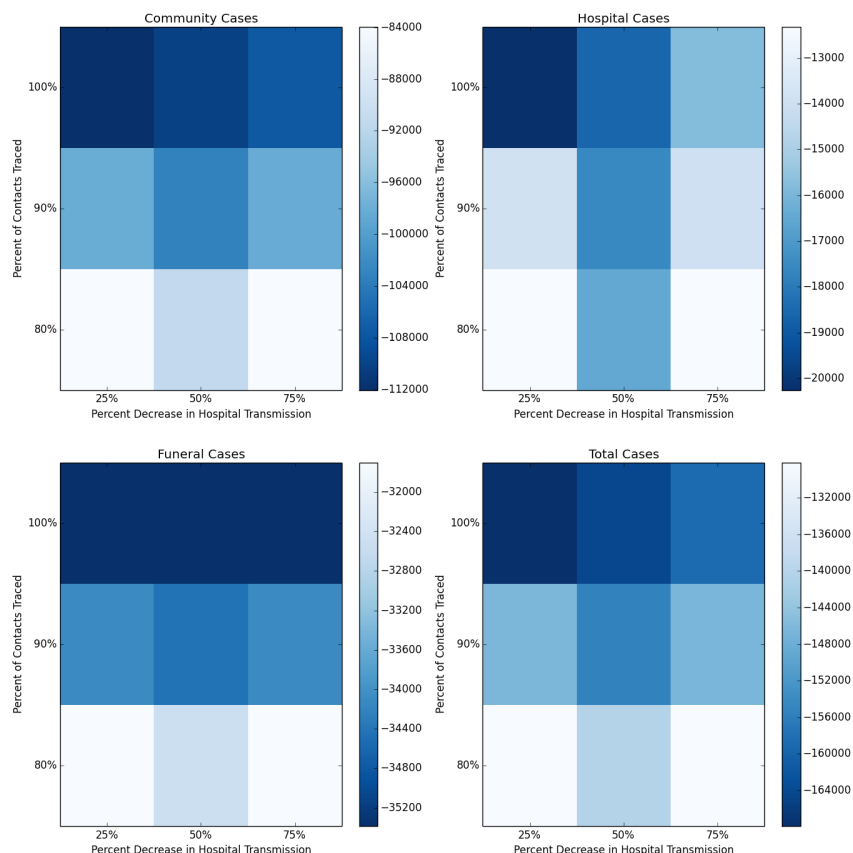 Community Cases
Percent of Contacts Traced
100%
90%
80%
25% 50% 75%
Percent Decrease in Hospital Transmission
−84000
−88000
−92000
−96000
−100000
−104000
−108000
−112000
Hospital Cases
Percent of Contacts Traced
100%
90%
80%
25% 50% 75%
Percent Decrease in Hospital Transmission
−13000
−14000
−15000
−16000
−17000
−18000
−19000
−20000
Funeral Cases
Percent of Contacts Traced
100%
90%
80%
25% 50% 75%
Percent Decrease in Hospital Transmission
−32000
−32400
−32800
−33200
−33600
−34000
−34400
−34800
−35200
Total Cases
Percent of Contacts Traced
100%
90%
80%
25% 50% 75%
Percent Decrease in Hospital Transmission
−132000
−136000
−140000
−144000
−148000
−152000
−156000
−160000
−164000